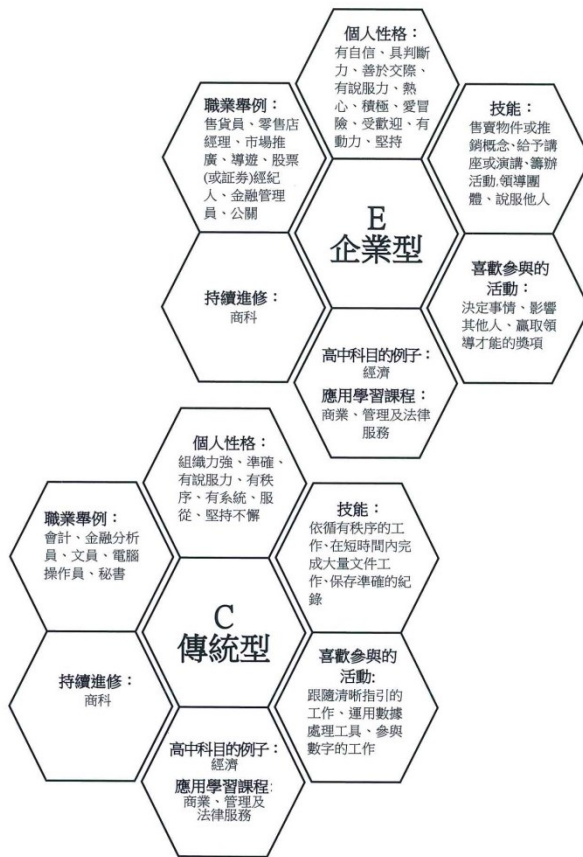 個人性格：
有自信、具判斷
力、善於交際、
有說服力、熱
心、積極、愛冒
險、受歡迎、有
動力、堅持
職業舉例：
售貨員、零售店
經理、市場推
廣、導遊、股票
(或証券)經紀
人、金融管理
員、公關
技能：
售賣物件或推
銷概念、給予講
座或演講、籌辦
活動,領導團
體、說服他人
E
企業型
持續進修：
商科
喜歡參與的
活動：
決定事情、影響
其他人、贏取領
導才能的獎項
高中科目的例子：
經濟
應用學習課程：
商業、管理及法律
服務
個人性格：
組織力強、準確、
有說服力、有秩
序、有系統、服
從、堅持不懈
職業舉例：
會計、金融分析
員、文員、電腦
操作員、秘書
技能：
依循有秩序的工
作、在短時間內完
成大量文件工
作、保存準確的紀
錄
C
傳統型
持續進修：
商科
喜歡參與的
活動:
跟隨清晰指引的
工作、運用數據
處理工具、參與
數字的工作
高中科目的例子：
經濟
應用學習課程:
商業、管理及
法律服務